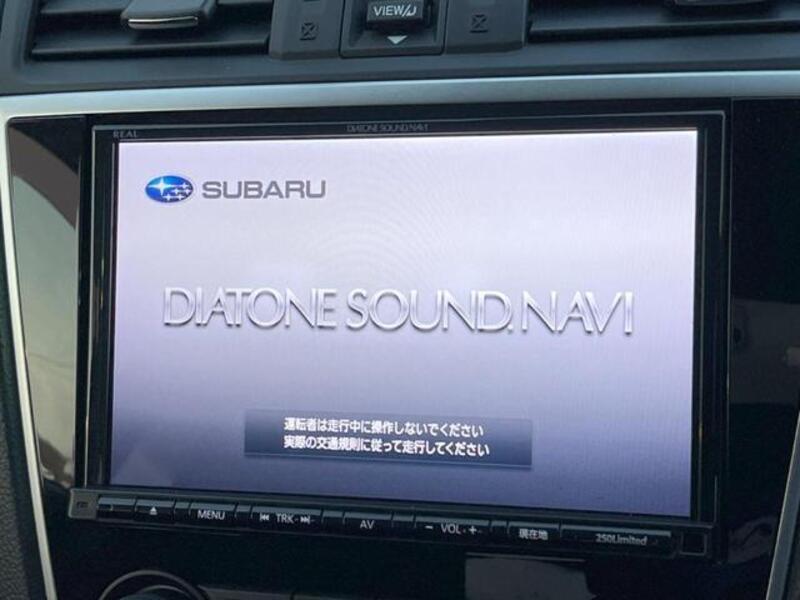 VIEW/
REAL
DIATONE SOUND.NAVI
SUBARU
DIATONE SOUND.NAVI
運転者は走行中に操作しないでください
実際の交通規則に従って走行してください
MENU
TRK
AV
− VOL +
現在地
250Limited